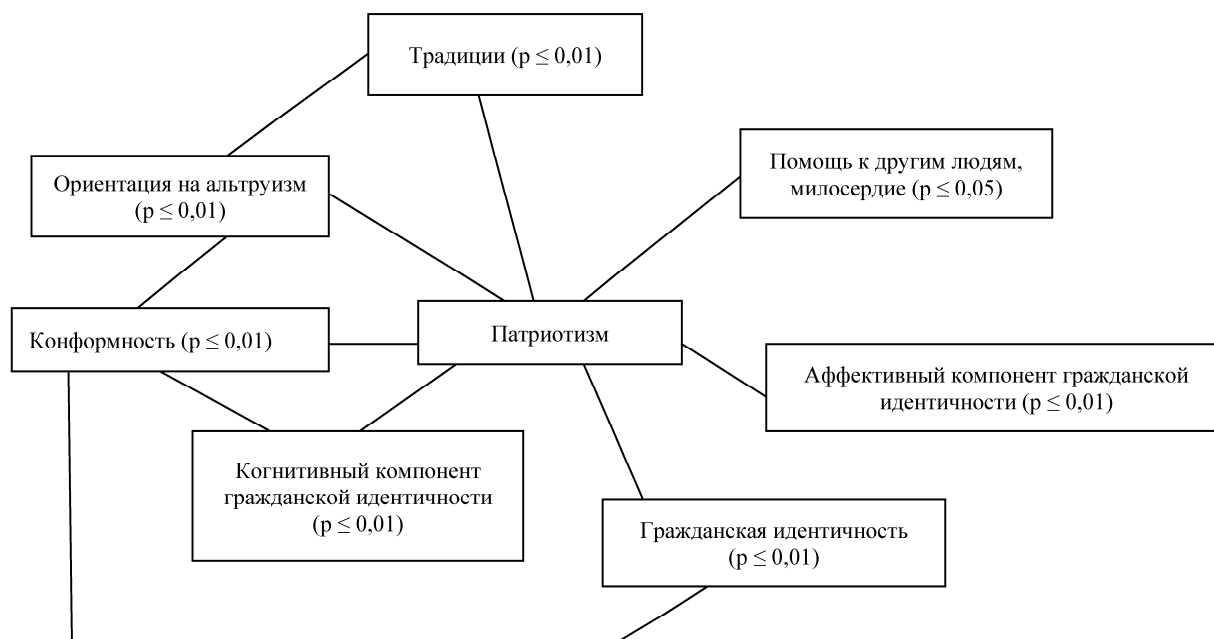 Традиции (p ≤ 0,01)
Помощь к другим людям,
милосердие (p ≤ 0,05)
Ориентация на альтруизм
(p ≤ 0,01)
Конформность (p ≤ 0,01)
Патриотизм
Аффективный компонент гражданской
идентичности (p ≤ 0,01)
Когнитивный компонент
гражданской идентичности
(p ≤ 0,01)
Гражданская идентичность
(p ≤ 0,01)